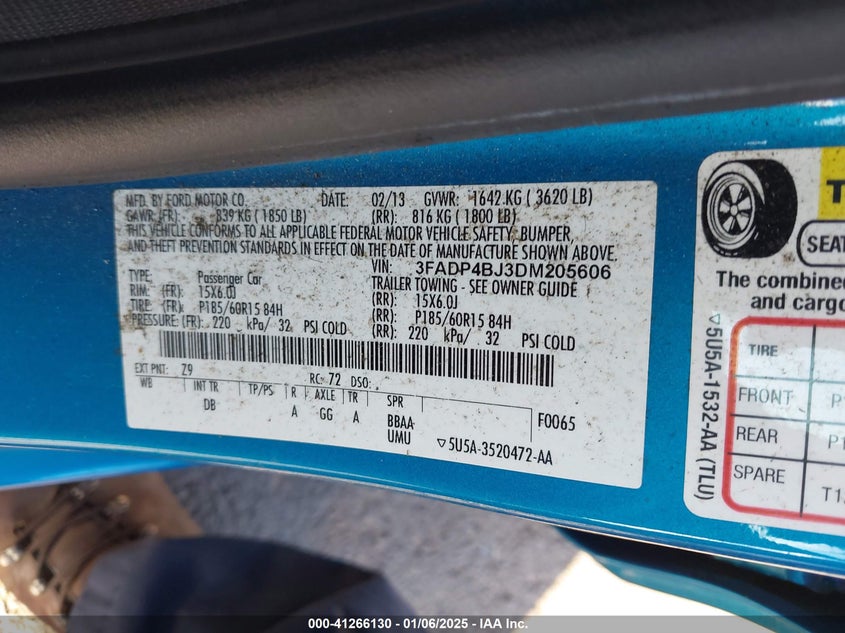 MFD. BY FORD MOTOR CO. DATE: 02/13 GVWR: 1642 KG ( 3620 LB)
GAWR: (FR): 839 KG ( 1850 LB) (RR): 816 KG ( 1800 LB)
THIS VEHICLE CONFORMS TO ALL APPLICABLE FEDERAL MOTOR VEHICLE SAFETY, BUMPER,
AND THEFT PREVENTION STANDARDS IN EFFECT ON THE DATE OF MANUFACTURE SHOWN ABOVE.
VIN: 3FADP4BJ3DM205606
TYPE: Passenger Car TRAILER TOWING - SEE OWNER GUIDE
RIM: (FR) 15X6.0J (RR): 15X6.0J
TIRE: (FR) P185/60R15 84H (RR): P185/60R15 84H
PRESSURE: (FR) 220 kPa/ 32 PSI COLD (RR): 220 kPa/ 32 PSI COLD
EXT PNT: Z9 RC: 72 DSO:
WB INT TR TP/PS R AXLE TR SPR
DB A GG A BBAA F0065
UMU ▽5U5A-3520472-AA
T
SEAT
The combined
and cargo
▽5U5A-1532-AA (TLU)
TIRE
FRONT P
REAR P1
SPARE T1
000-41266130 - 01/06/2025 - IAAI.com